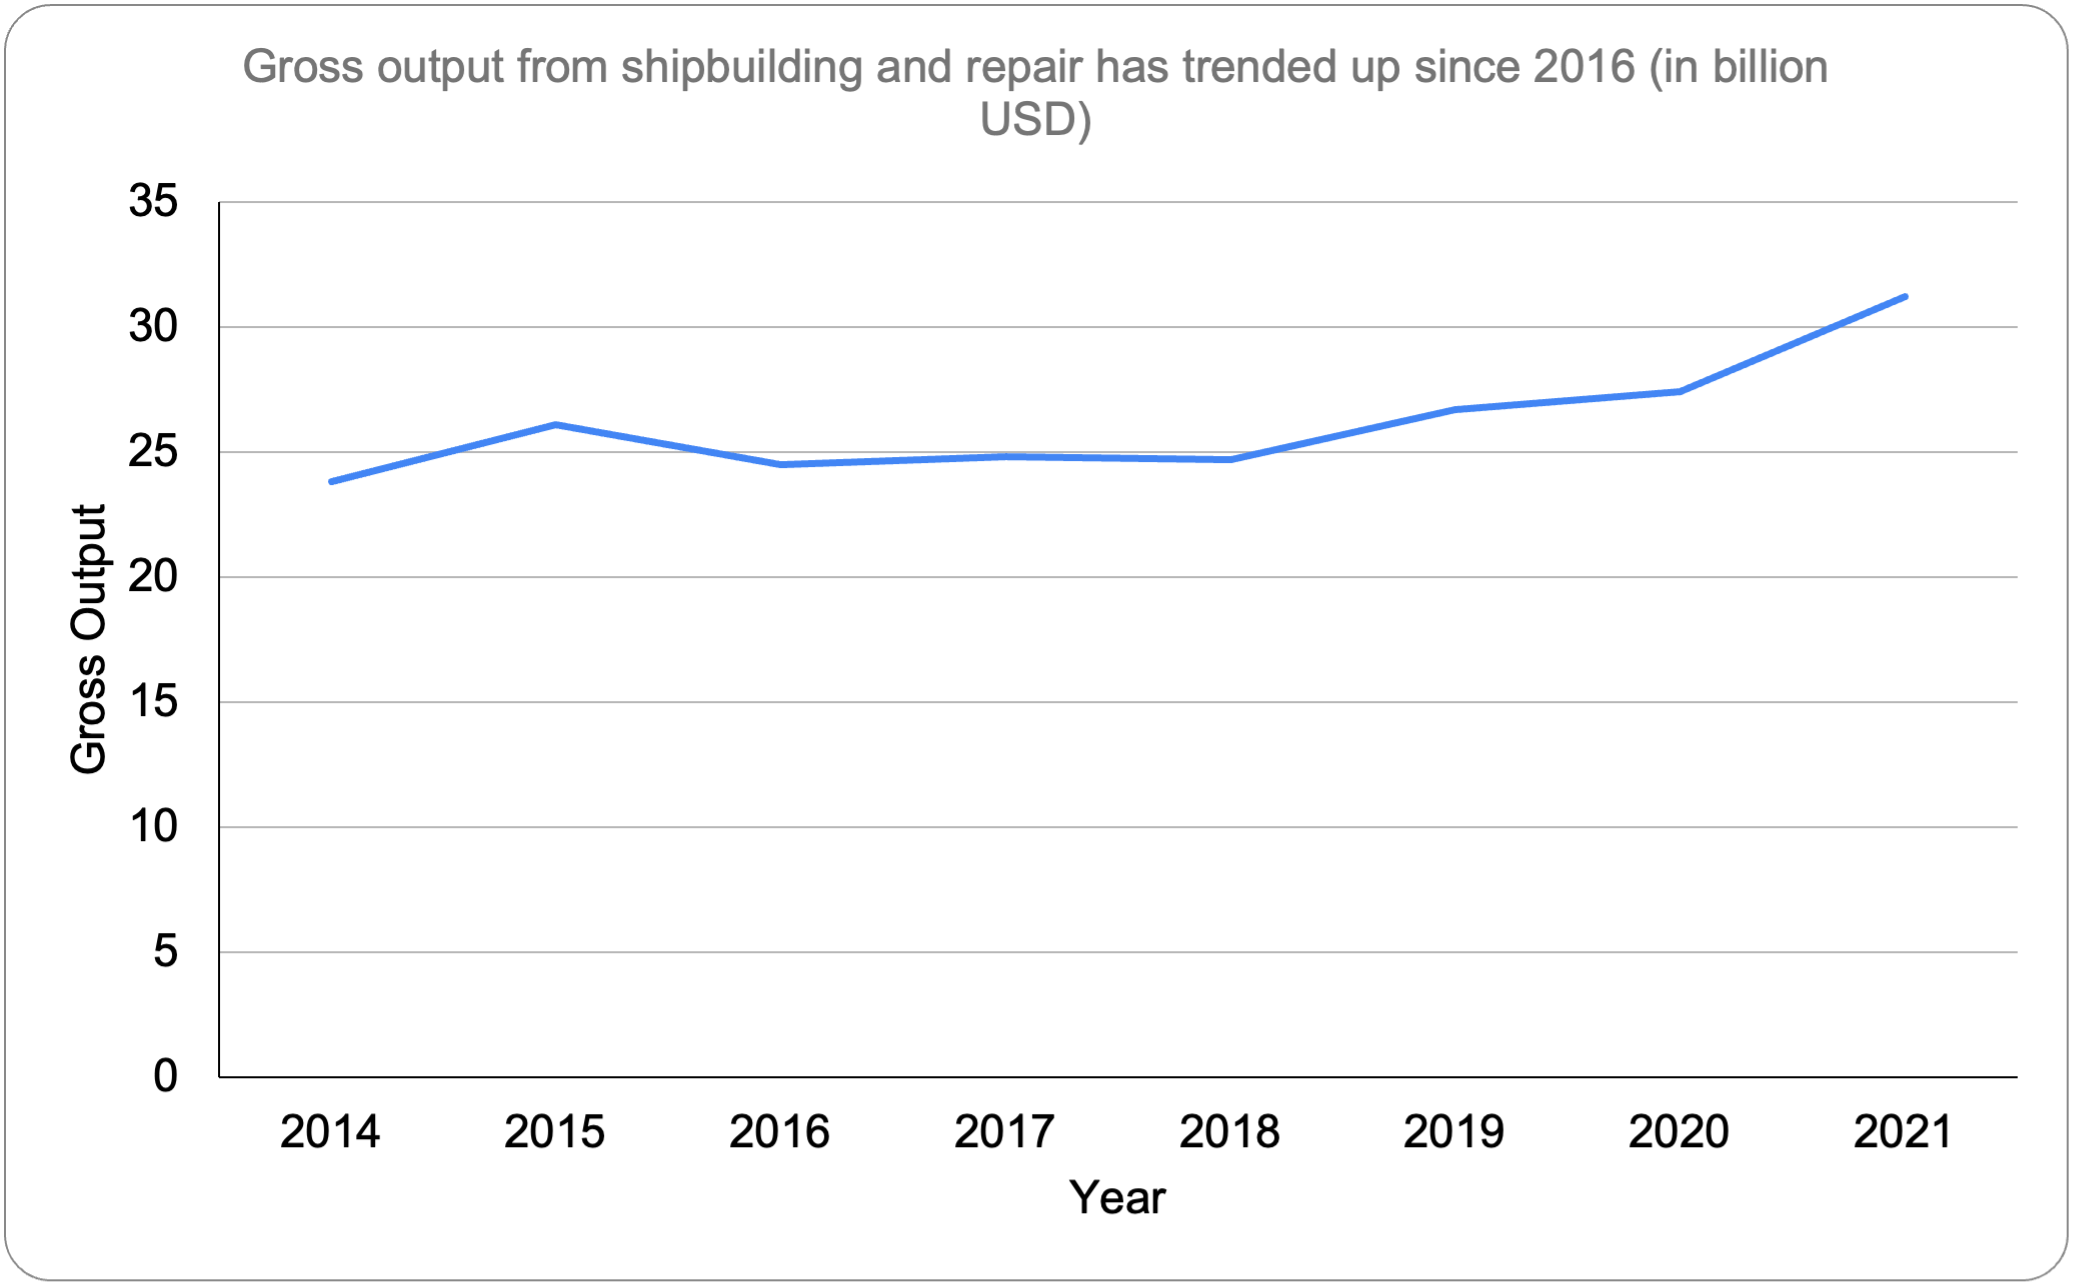 Gross output from shipbuilding and repair has trended up since 2016 (in billion
USD)
35
30
25
20
15
10
5
0
Gross Output
2014 2015 2016 2017 2018 2019 2020 2021
Year